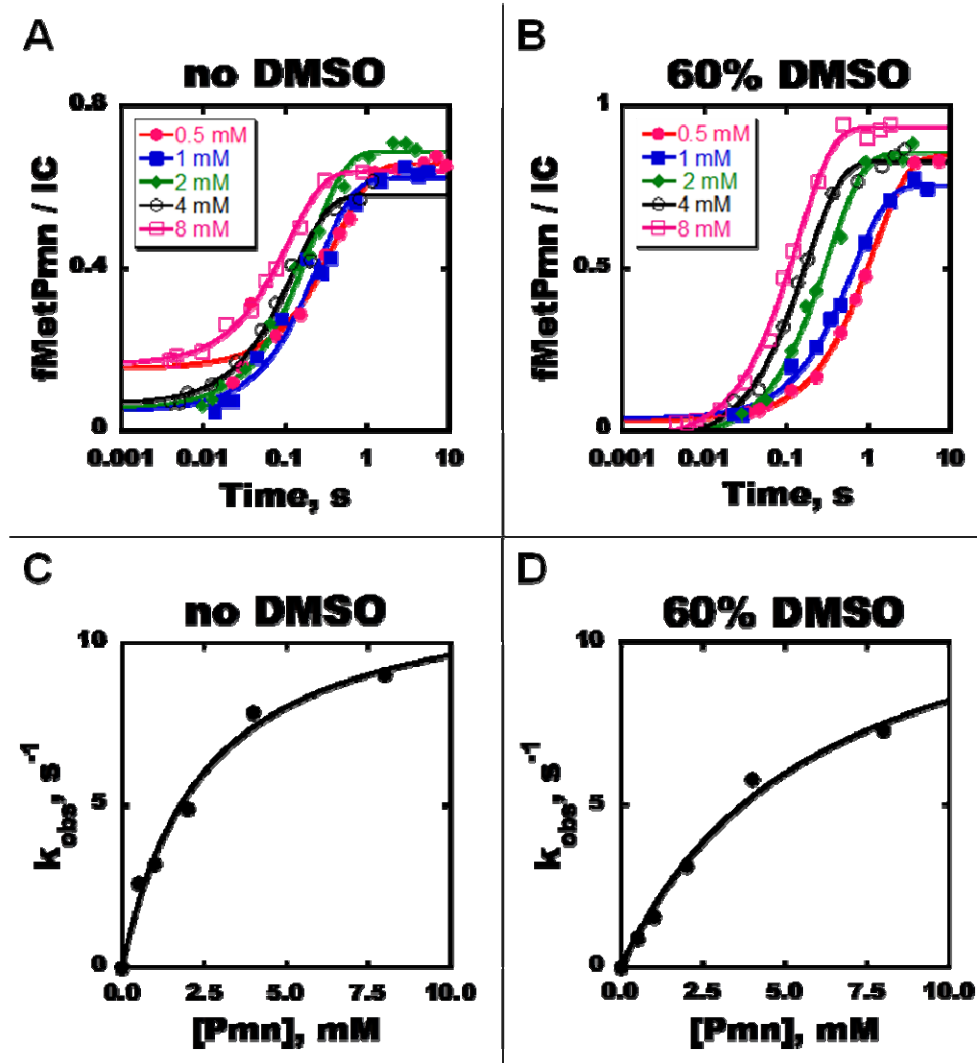 A
no DMSO
0.8
0.4
0
fMetPmn / IC
0.5 mM
1 mM
2 mM
4 mM
8 mM
0.001
0.01
0.1
1
10
Time, s
B
60% DMSO
1
0.5
0
fMetPmn / IC
0.5 mM
1 mM
2 mM
4 mM
8 mM
0.001
0.01
0.1
1
10
Time, s
C
no DMSO
10
5
0
kobs, s-1
0.0
2.5
5.0
7.5
10.0
[Pmn], mM
D
60% DMSO
10
5
0
kobs, s-1
0.0
2.5
5.0
7.5
10.0
[Pmn], mM